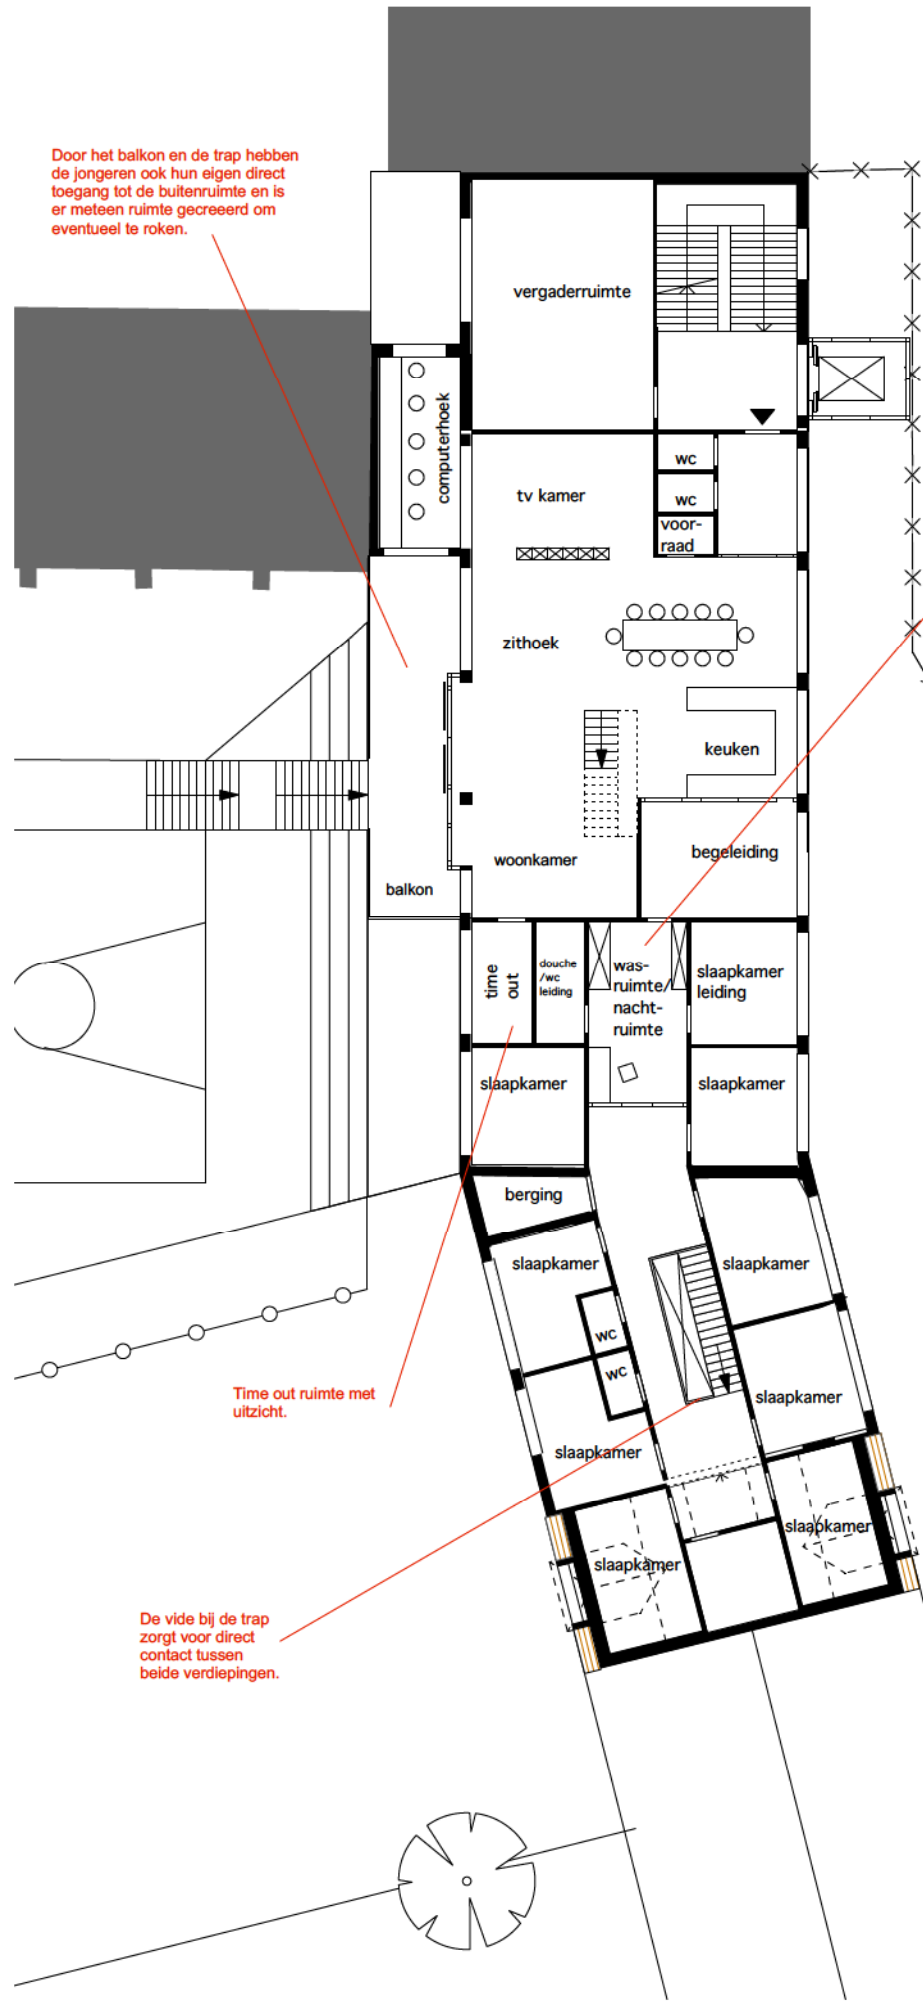 Door het balkon en de trap hebben
de jongeren ook hun eigen direct
toegang tot de buitenruimte en is
er meteen ruimte gecreeerd om
eventueel te roken.
vergaderruimte
computerhoek
wc
tv kamer
wc
voor-
raad
zithoek
keuken
begeleiding
woonkamer
balkon
time
out
douche
/wc
leiding
was-
ruimte/
nacht-
ruimte
slaapkamer
leiding
slaapkamer
slaapkamer
berging
slaapkamer
slaapkamer
wc
wc
slaapkamer
Time out ruimte met
uitzicht.
slaapkamer
slaapkamer
slaapkamer
De vide bij de trap
zorgt voor direct
contact tussen
beide verdiepingen.